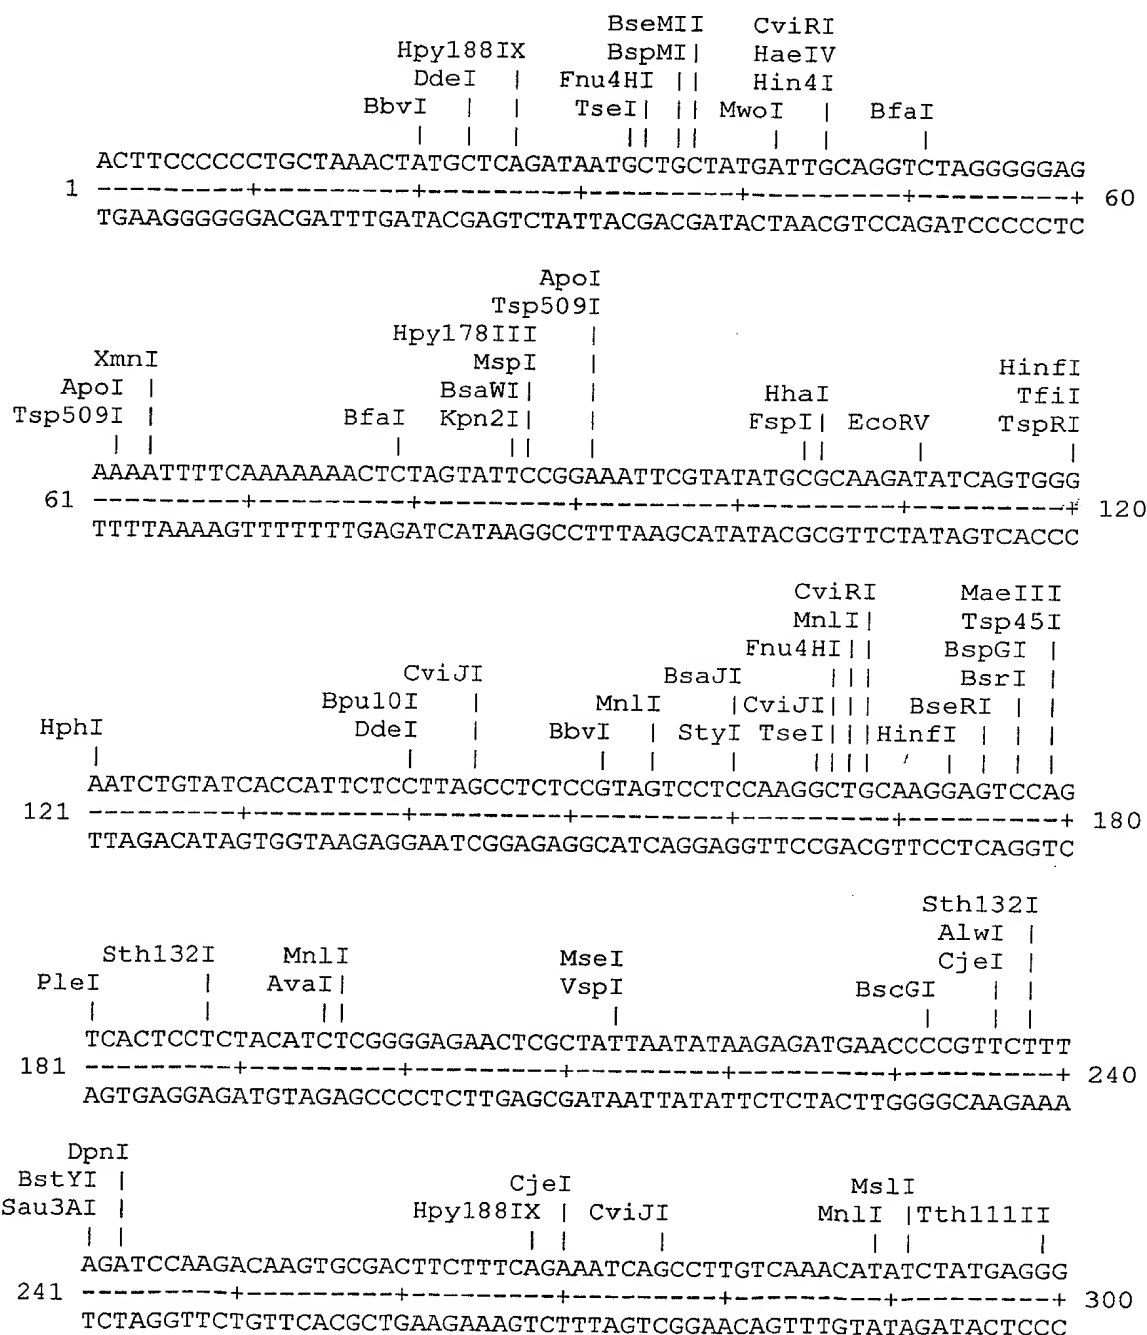 BseMII CviRI
Hpy188IX BspMI| HaeIV
DdeI | Fnu4HI || Hin4I
BbvI | | TseI| || MwoI | BfaI
| | | || || | | |
ACTTCCCCCCTGCTAAACTATGCTCAGATAATGCTGCTATGATTGCAGGTCTAGGGGGAG
1 ---------+---------+---------+---------+---------+---------+ 60
TGAAGGGGGGACGATTTGATACGAGTCTATTACGACGATACTAACGTCCAGATCCCCCTC
ApoI
Tsp509I |
Hpy178III |
XmnI MspI | HinfI
ApoI | BsaWI| | HhaI TfiI
Tsp509I | BfaI Kpn2I| | FspI| EcoRV TspRI
| | | || | || | |
AAAATTTTCAAAAAAACTCTAGTATTCCGGAAATTCGTATATGCGCAAGATATCAGTGGG
61 ---------+---------+---------+---------+---------+---------+ 120
TTTTAAAAGTTTTTTTGAGATCATAAGGCCTTTAAGCATATACGCGTTCTATAGTCACCC
CviRI MaeIII
MnlI| Tsp45I
Fnu4HI|| BspGI |
CviJI BsaJI ||| BsrI |
Bpu10I | MnlI |CviJI||| BseRI | |
HphI DdeI | BbvI | StyI TseI||||HinfI | | |
| | | | | | |||| | | | |
AATCTGTATCACCATTCTCCTTAGCCTCTCCGTAGTCCTCCAAGGCTGCAAGGAGTCCAG
121 ---------+---------+---------+---------+---------+---------+ 180
TTAGACATAGTGGTAAGAGGAATCGGAGAGGCATCAGGAGGTTCCGACGTTCCTCAGGTC
Sth132I
AlwI |
Sth132I MnlI MseI CjeI |
PleI | AvaI| VspI BscGI | |
| | || | | | |
TCACTCCTCTACATCTCGGGGAGAACTCGCTATTAATATAAGAGATGAACCCCGTTCTTT
181 ---------+---------+---------+---------+---------+---------+ 240
AGTGAGGAGATGTAGAGCCCCTCTTGAGCGATAATTATATTCTCTACTTGGGGCAAGAAA
DpnI
BstYI | CjeI MslI
Sau3AI | Hpy188IX | CviJI MnlI |Tth111II
| | | | | | | |
AGATCCAAGACAAGTGCGACTTCTTTCAGAAATCAGCCTTGTCAAACATATCTATGAGGG
241 ---------+---------+---------+---------+---------+---------+ 300
TCTAGGTTCTGTTCACGCTGAAGAAAGTCTTTAGTCGGAACAGTTTGTATAGATACTCCC